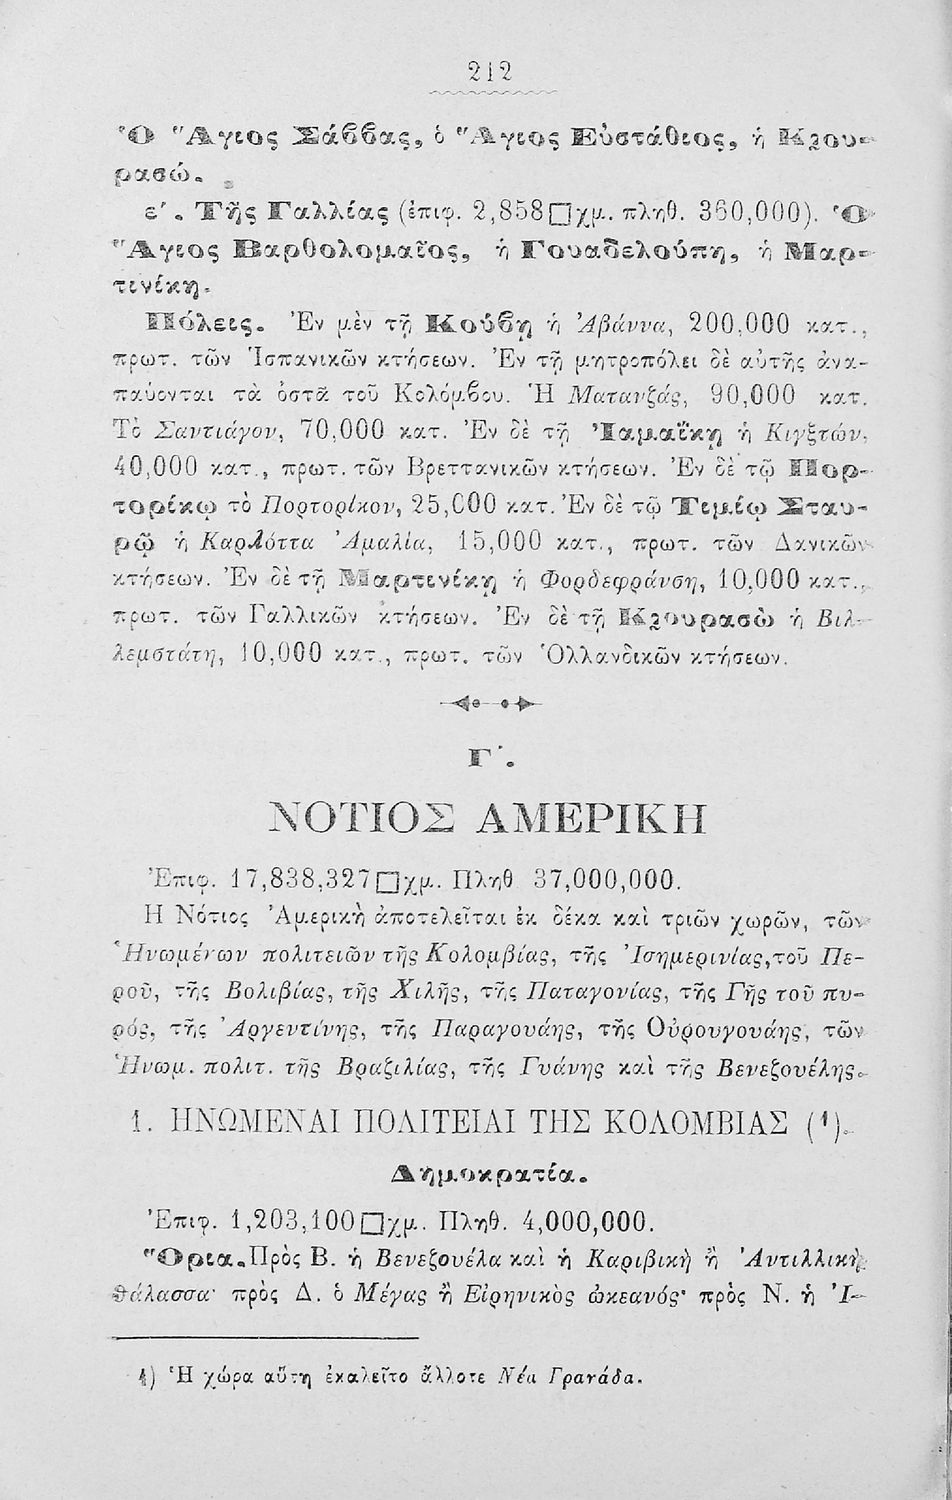 212
Ὁ Ἅγιος Σάββας, ὁ Ἅγιος Εὐστάθιος, ἡ Κʓου-
ρασώ.
ε΄. Τῆς Γαλλίας (ἐπιφ. 2,858□χμ. πληθ. 360,000). Ὁ
Ἅγιος Βαρθολομαῖος, ἡ Γουαδελούπη, ἡ Μαρ-
τινίκη.
Πόλεις. Ἐν μὲν τῇ Κούβῃ ἡ Ἀβάννα, 200,000 κατ.,
πρωτ. τῶν Ἱσπανικῶν κτήσεων. Ἐν τῇ μητροπόλει δὲ αὐτῆς ἀνα-
παύονται τὰ ὀστᾶ τοῦ Κολόμβου. Ἡ Ματανζάς, 90,000 κατ.
Τὸ Σαντιάγον, 70,000 κατ. Ἐν δὲ τῇ Ἰαμαΐκῃ ἡ Κιγξτών,
40,000 κατ., πρωτ. τῶν Βρεττανικῶν κτήσεων. Ἐν δὲ τῷ Πορ-
τορίκῳ τὸ Πορτορίκον, 25,000 κατ. Ἐν δὲ τῷ Τιμίῳ Σταυ-
ρῷ ἡ Καρλόττα Ἀμαλία, 15,000 κατ., πρωτ. τῶν Δανικῶν
κτήσεων. Ἐν δὲ τῇ Μαρτινίκῃ ἡ Φορδεφράνση, 10,000 κατ.,
πρωτ. τῶν Γαλλικῶν κτήσεων. Ἐν δὲ τῇ Κʓουρασὼ ἡ Βιλ-
λεμστάτη, 10,000 κατ., πρωτ. τῶν Ὁλλανδικῶν κτήσεων.
Γ΄.
ΝΟΤΙΟΣ ΑΜΕΡΙΚΗ
Ἐπιφ. 17,838,327□χμ. Πληθ 37,000,000.
Η Νότιος Ἀμερικὴ ἀποτελεῖται ἐκ δέκα καὶ τριῶν χωρῶν, τῶν
Ἡνωμένων πολιτειῶν τῆς Κολομβίας, τῆς Ἰσημερινίας,τοῦ Πε-
ροῦ, τῆς Βολιβίας, τῆς Χιλῆς, τῆς Παταγονίας, τῆς Γῆς τοῦ πυ-
ρός, τῆς Ἀργεντίνης, τῆς Παραγουάης, τῆς Οὐρουγουάης, τῶν
Ἡνωμ. πολιτ. τῆς Βραζιλίας, τῆς Γυάνης καὶ τῆς Βενεζουέλης.
1. ΗΝΩΜΕΝΑΙ ΠΟΛΙΤΕΙΑΙ ΤΗΣ ΚΟΛΟΜΒΙΑΣ (¹).
Δημοκρατία.
Ἐπιφ. 1,203,100□χμ. Πληθ. 4,000,000.
Ὅρια. Πρὸς Β. ἡ Βενεζουέλα καὶ ἡ Καριβικὴ ἢ Ἀντιλλικὴ
θάλασσα· πρὸς Δ. ὁ Μέγας ἢ Εἰρηνικὸς ὠκεανός· πρὸς Ν. ἡ Ἰ-
1) Ἡ χώρα αὕτη ἐκαλεῖτο ἄλλοτε Νέα Γρανάδα.